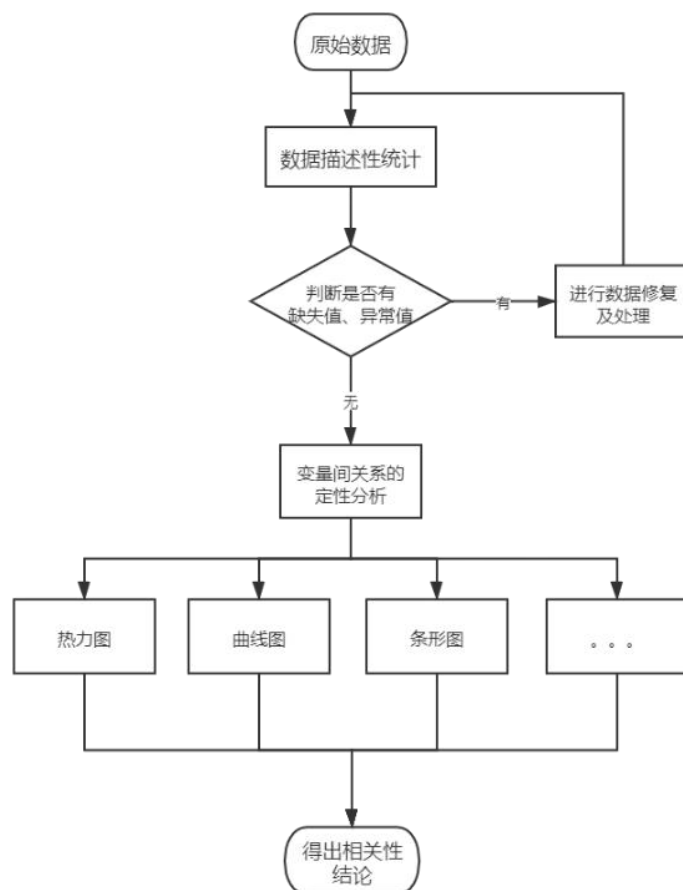 原始数据
数据描述性统计
判断是否有
缺失值、异常值
有
进行数据修复
及处理
无
变量间关系的
定性分析
热力图
曲线图
条形图
。。。
得出相关性
结论